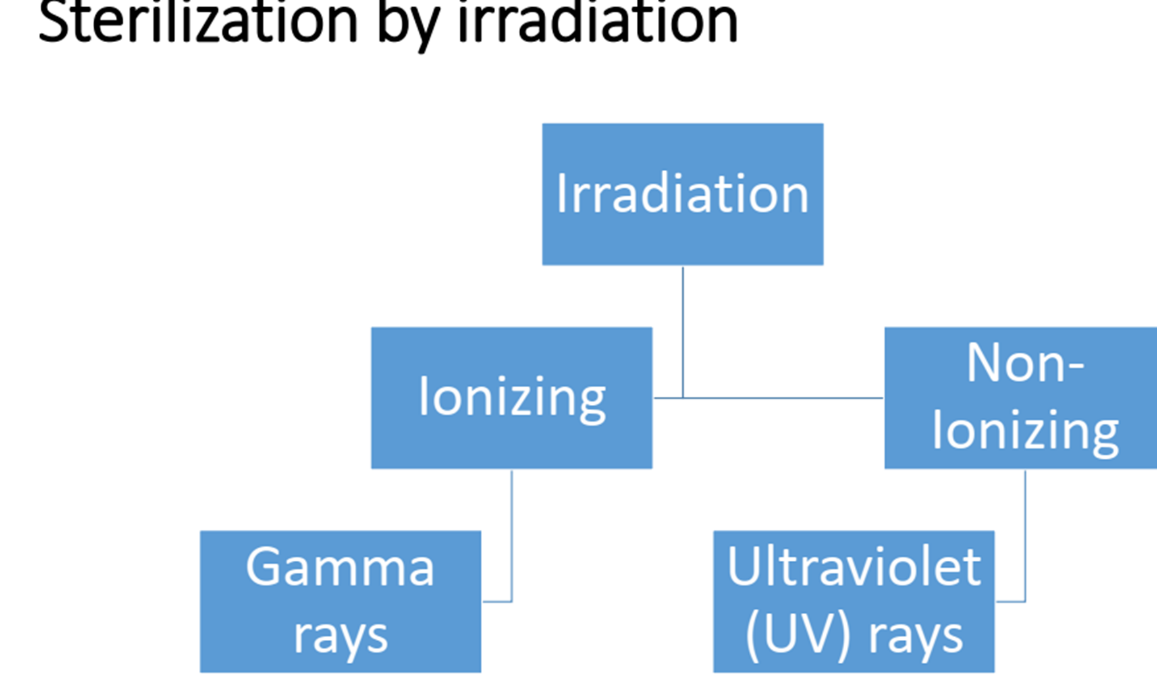 Sterilization by irradiation
Irradiation
Ionizing
Non-
Ionizing
Gamma
rays
Ultraviolet
(UV) rays